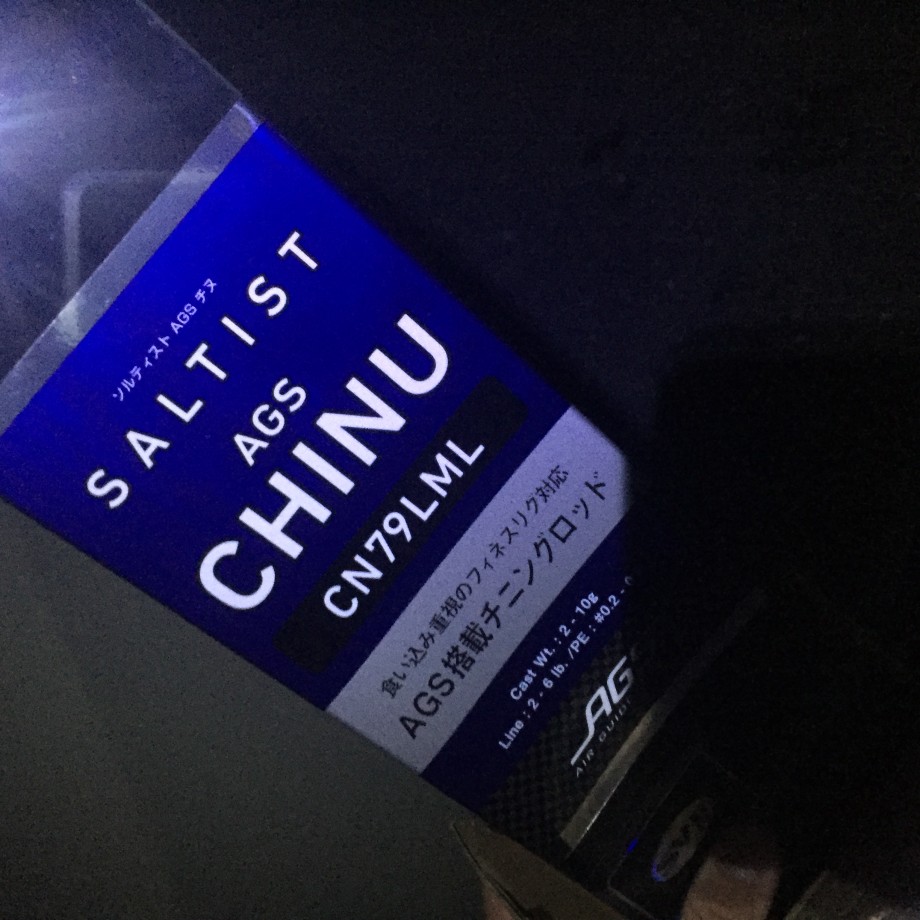 ソルティスト AGS チヌ
SALTIST
AGS
CHINU
CN79LML
食い込み重視のフィネスリグ対応
AGS搭載チニングロッド
Cast Wt. : 2 - 10g
Line : 2 - 6 lb. /PE : #0.2 -
AGS
AIR GUIDE